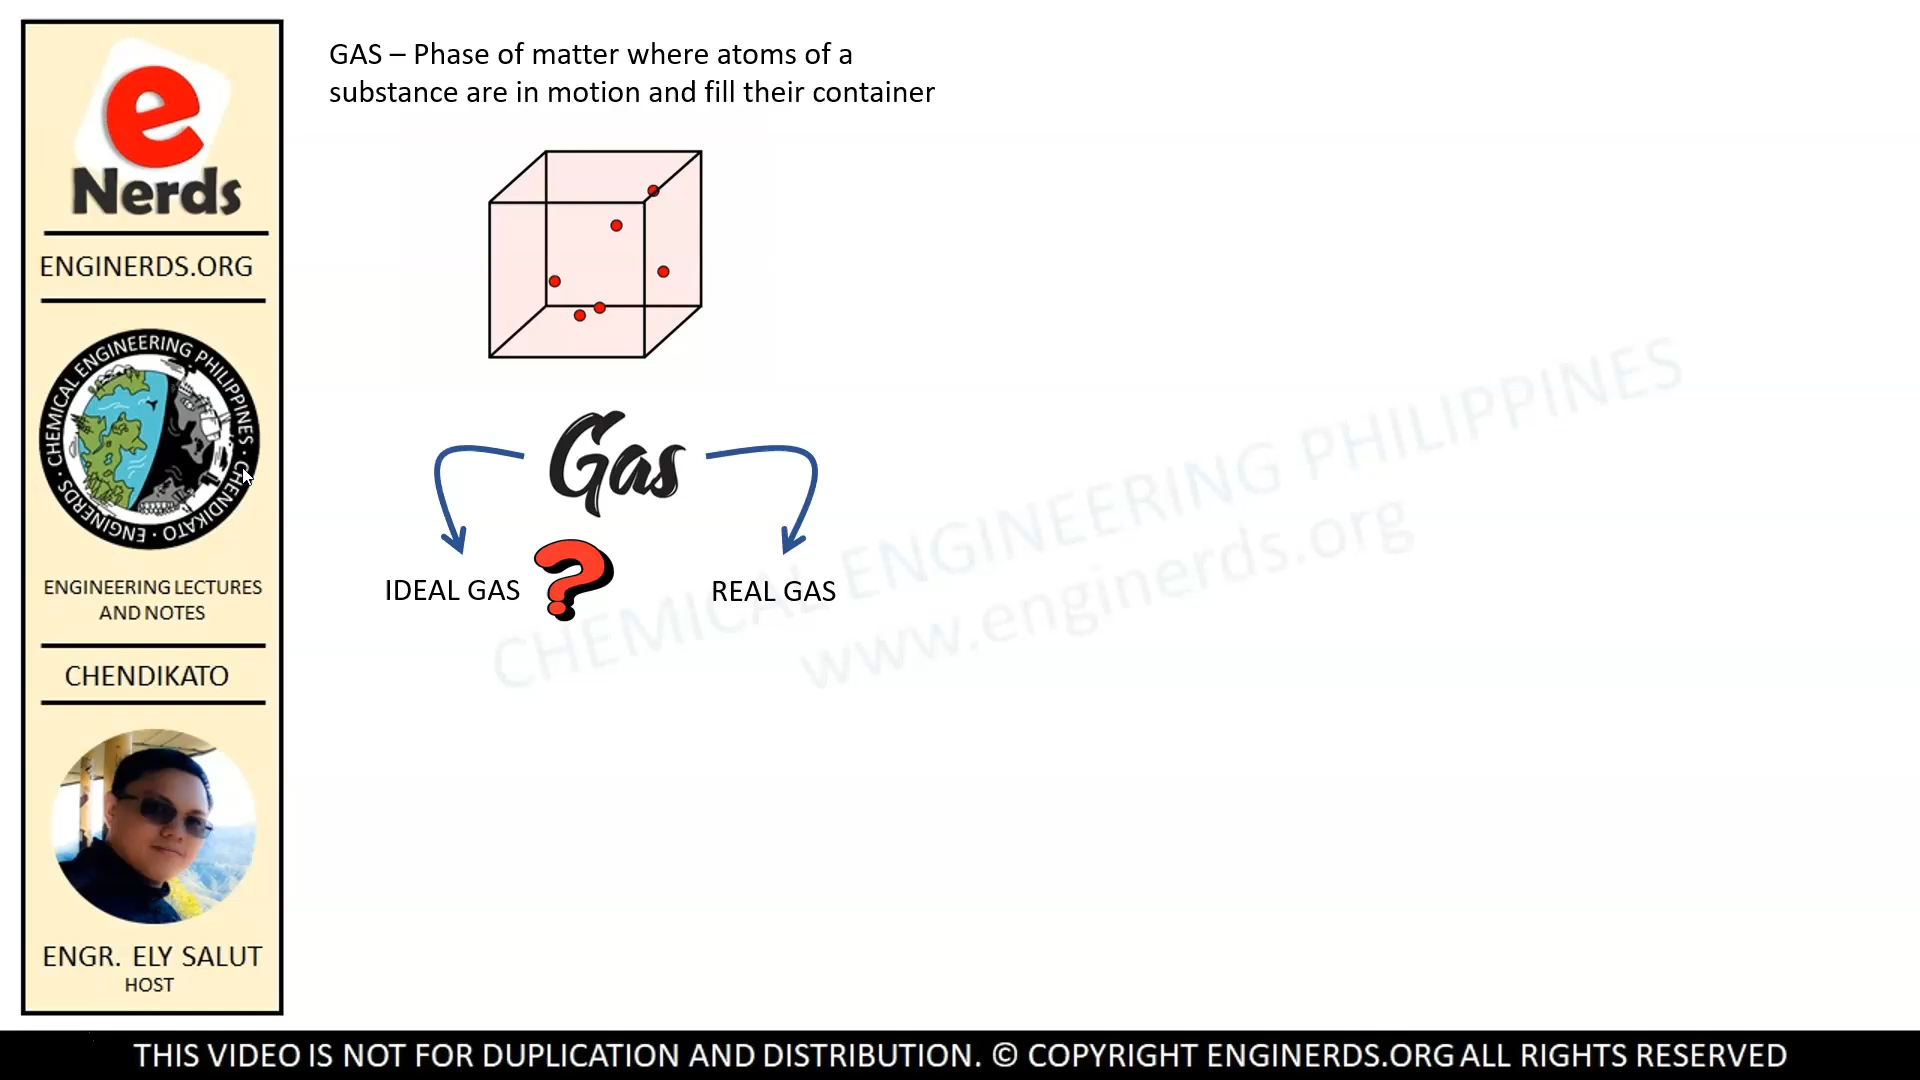 e
Nerds
ENGINERDS.ORG
CHEMICAL ENGINEERING PHILIPPINES · CHENDIKATO · ENGINERDS ·
ENGINEERING LECTURES
AND NOTES
CHENDIKATO
ENGR. ELY SALUT
HOST
GAS – Phase of matter where atoms of a
substance are in motion and fill their container
Gas
IDEAL GAS ?
REAL GAS
CHEMICAL ENGINEERING PHILIPPINES
www.enginerds.org
THIS VIDEO IS NOT FOR DUPLICATION AND DISTRIBUTION. © COPYRIGHT ENGINERDS.ORG ALL RIGHTS RESERVED